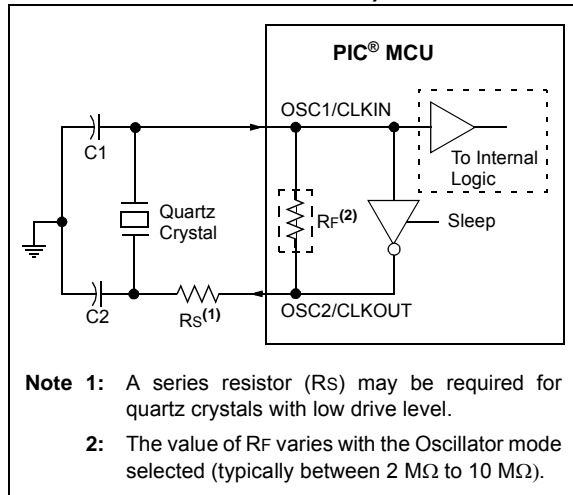 PIC® MCU
OSC1/CLKIN
C1
To Internal
Logic
Quartz
Crystal
RF(2)
Sleep
C2
RS(1)
OSC2/CLKOUT
Note 1: A series resistor (RS) may be required for
quartz crystals with low drive level.
2: The value of RF varies with the Oscillator mode
selected (typically between 2 MΩ to 10 MΩ).